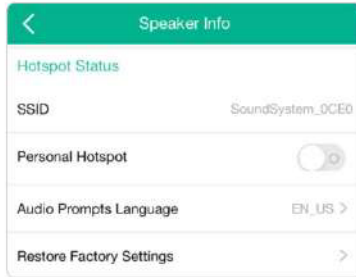 Speaker Info
Hotspot Status
SSID SoundSystem_0CE0
Personal Hotspot
Audio Prompts Language EN_US >
Restore Factory Settings >